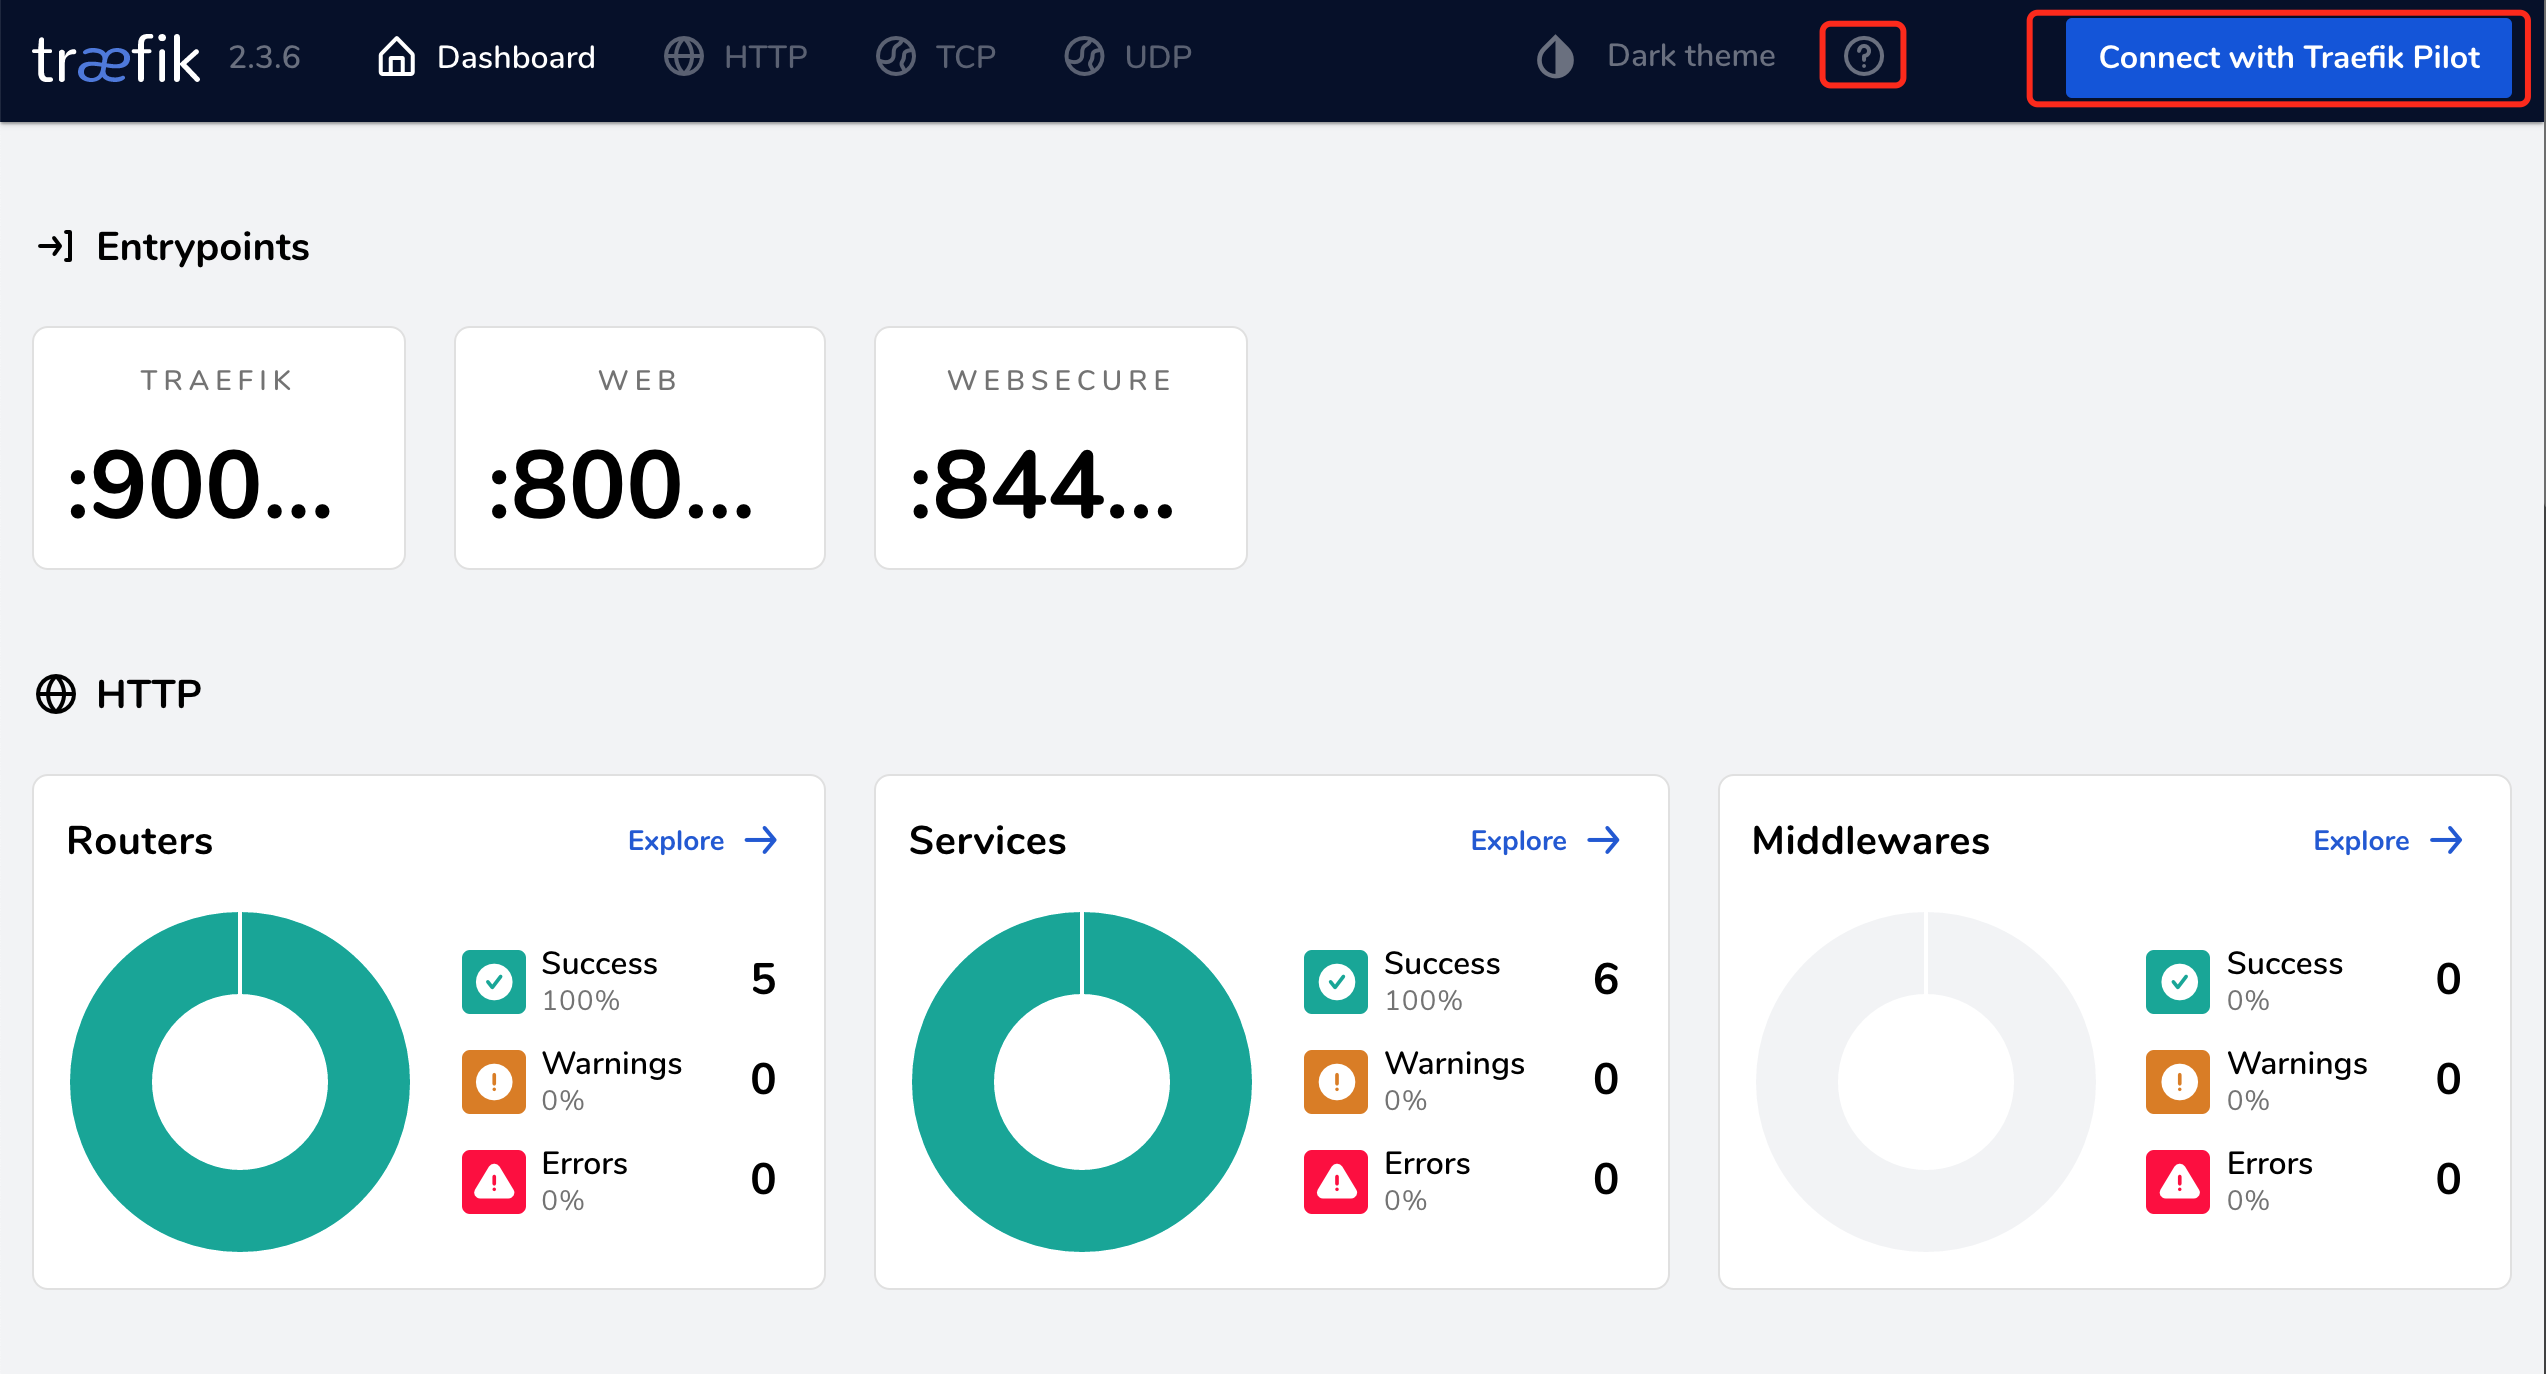 træfik 2.3.6 Dashboard HTTP TCP UDP Dark theme Connect with Traefik Pilot
Entrypoints
TRAEFIK WEB WEBSECURE
:900... :800... :844...
HTTP
Routers Explore
Success 5
100%
Warnings 0
0%
Errors 0
0%
Services Explore
Success 6
100%
Warnings 0
0%
Errors 0
0%
Middlewares Explore
Success 0
0%
Warnings 0
0%
Errors 0
0%